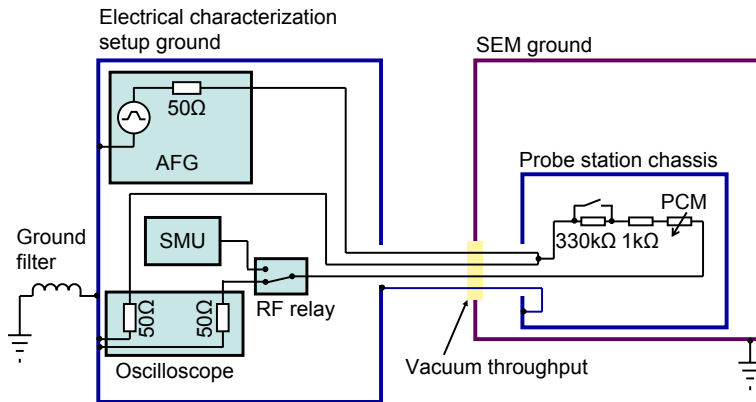 Electrical characterization
setup ground
SEM ground
50Ω
AFG
Probe station chassis
PCM
330kΩ
1kΩ
SMU
Ground
filter
RF relay
50Ω
50Ω
Oscilloscope
Vacuum throughput